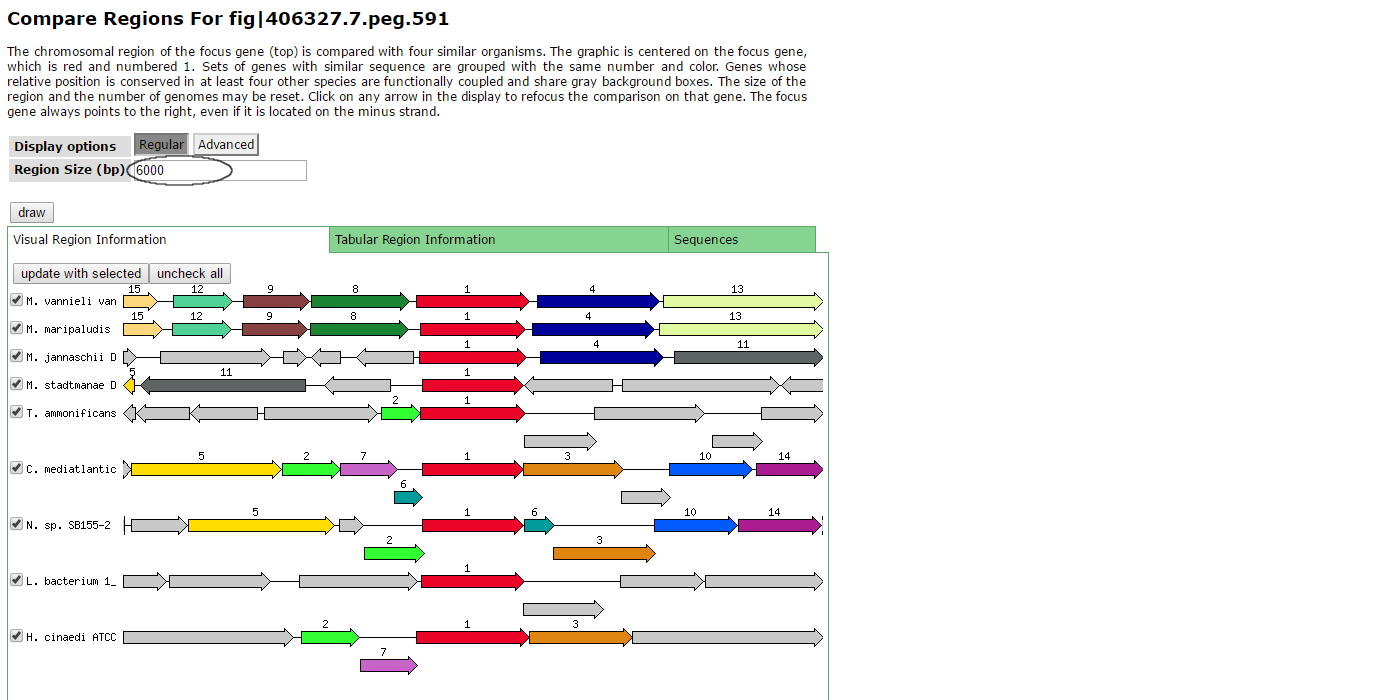 Compare Regions For fig|406327.7.peg.591
The chromosomal region of the focus gene (top) is compared with four similar organisms. The graphic is centered on the focus gene,
which is red and numbered 1. Sets of genes with similar sequence are grouped with the same number and color. Genes whose
relative position is conserved in at least four other species are functionally coupled and share gray background boxes. The size of the
region and the number of genomes may be reset. Click on any arrow in the display to refocus the comparison on that gene. The focus
gene always points to the right, even if it is located on the minus strand.
Display options Regular Advanced
Region Size (bp) 6000
draw
Visual Region Information Tabular Region Information Sequences
update with selected uncheck all
15 12 9 8 1 4 13
M. vannieli van
15 12 9 8 1 4 13
M. maripaludis
1 4 11
M. jannaschii D
5 11 1
M. stadtmanae D
2 1
T. ammonificans
5 2 7 1 3 10 14
C. mediatlantic
6
5 1 6 10 14
N. sp. SB155-2
2 3
1
L. bacterium 1_
2 1 3
H. cinaedi ATCC
7